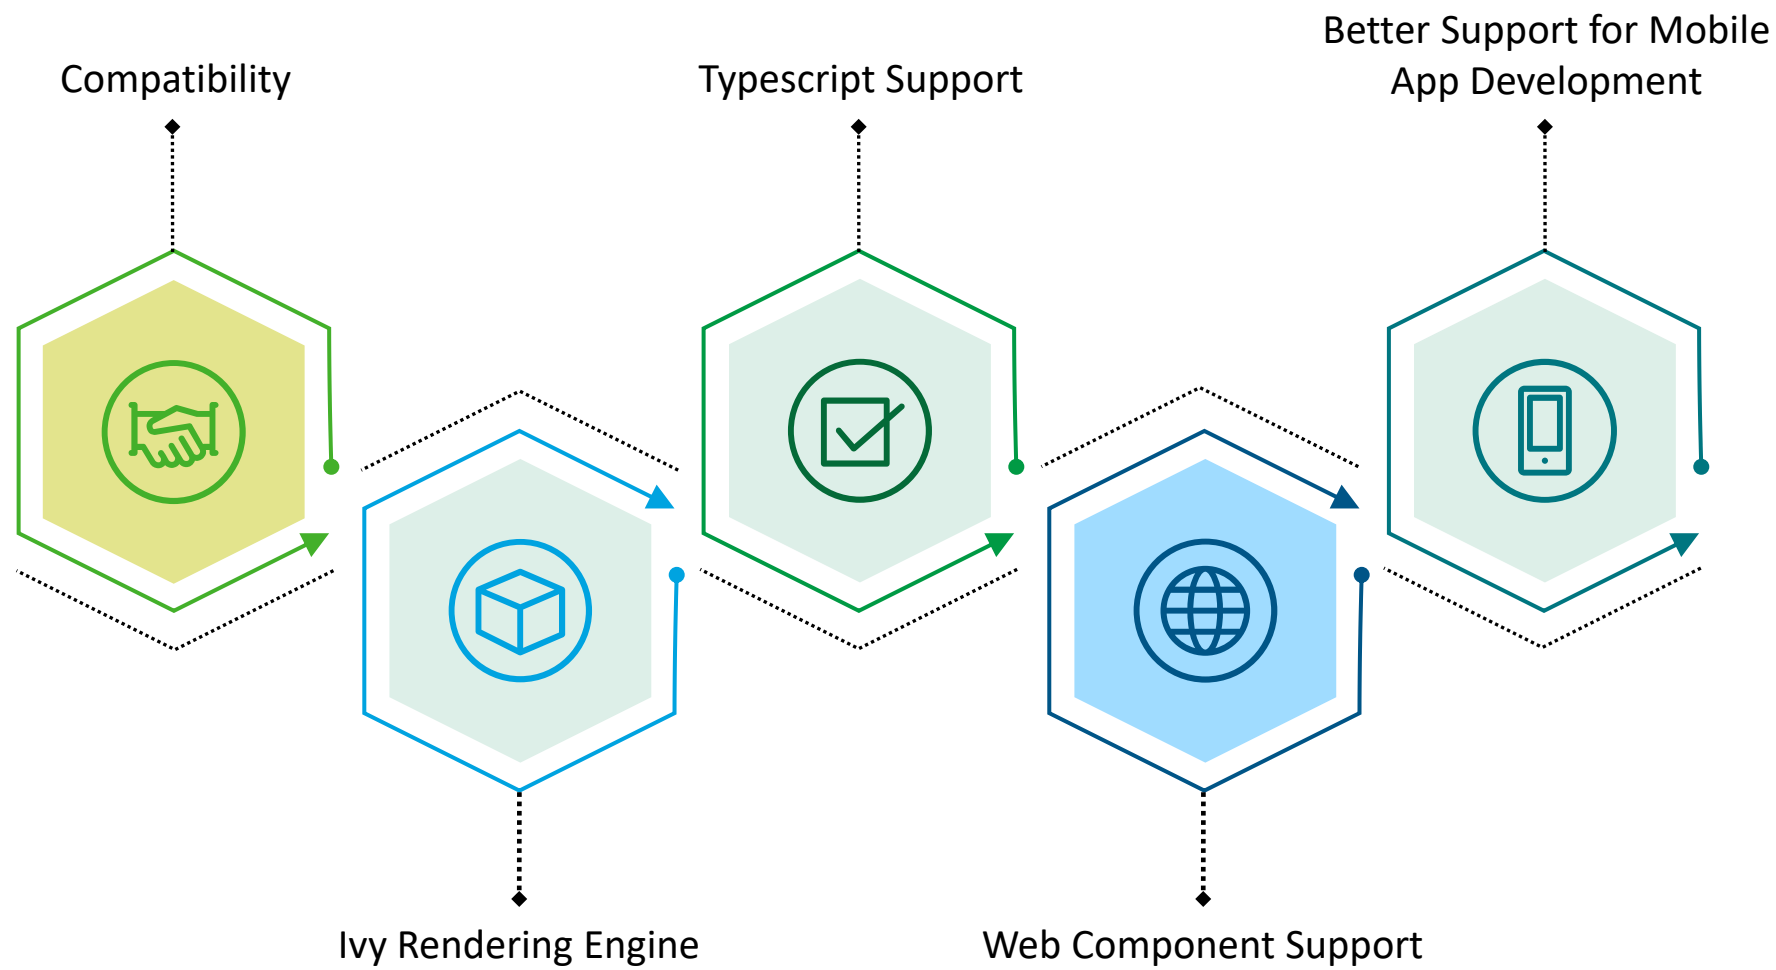 Better Support for Mobile
App Development
Compatibility
Typescript Support
Ivy Rendering Engine
Web Component Support